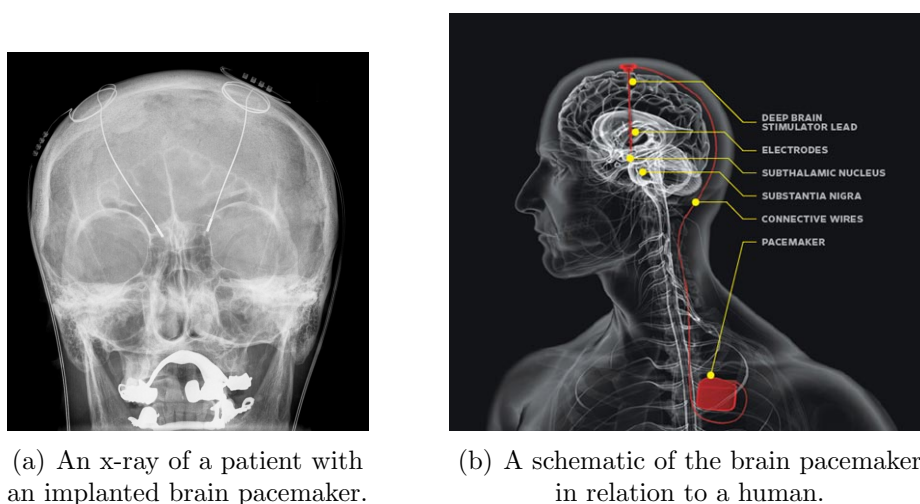 DEEP BRAIN
STIMULATOR LEAD
ELECTRODES
SUBTHALAMIC NUCLEUS
SUBSTANTIA NIGRA
CONNECTIVE WIRES
PACEMAKER
(a) An x-ray of a patient with
an implanted brain pacemaker.
(b) A schematic of the brain pacemaker
in relation to a human.